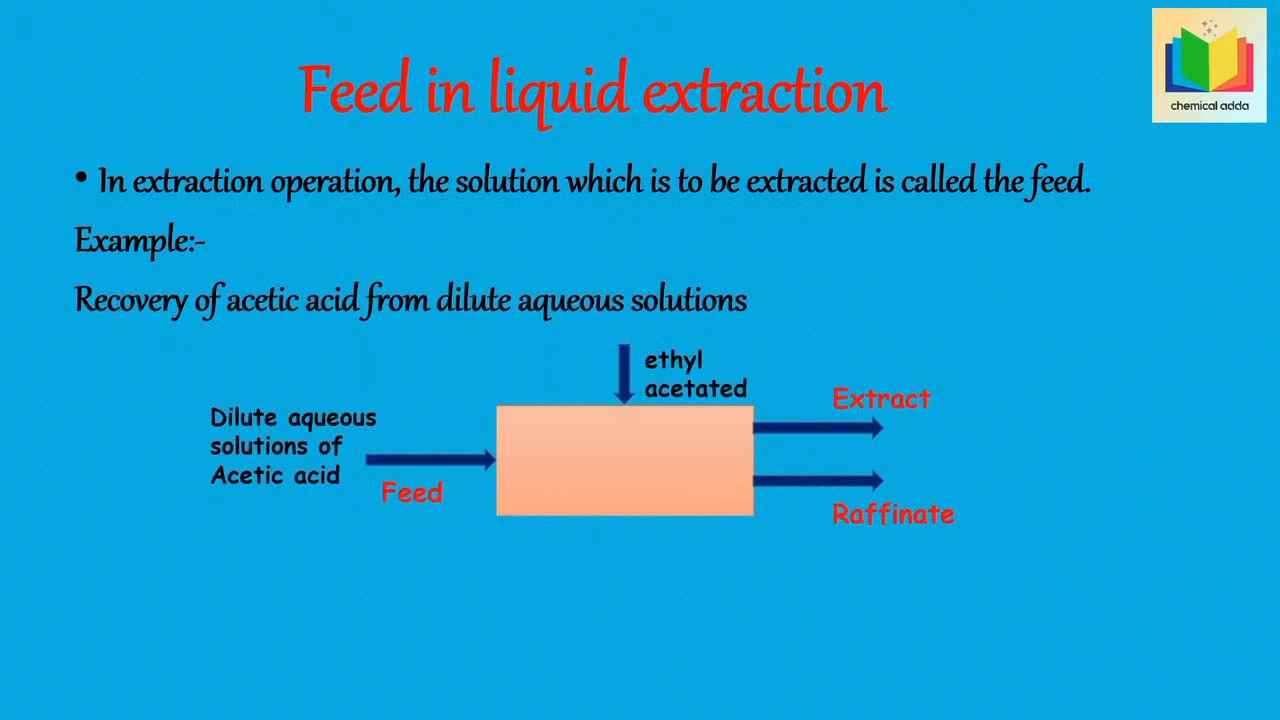 chemical adda
Feed in liquid extraction
• In extraction operation, the solution which is to be extracted is called the feed.
Example:-
Recovery of acetic acid from dilute aqueous solutions
ethyl
acetated
Dilute aqueous
solutions of
Acetic acid
Feed
Extract
Raffinate